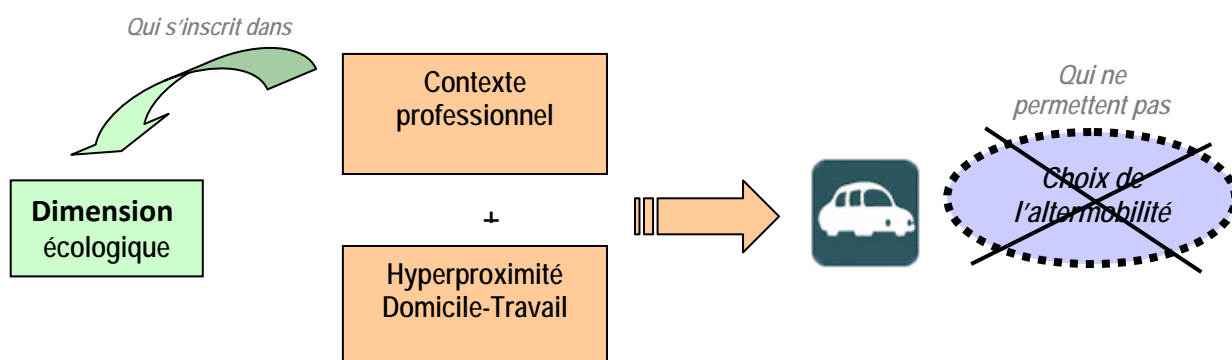 Qui s'inscrit dans
Contexte
professionnel
Dimension
écologique
+
Hyperproximité
Domicile-Travail
Qui ne
permettent pas
Choix de
l'altermobilité